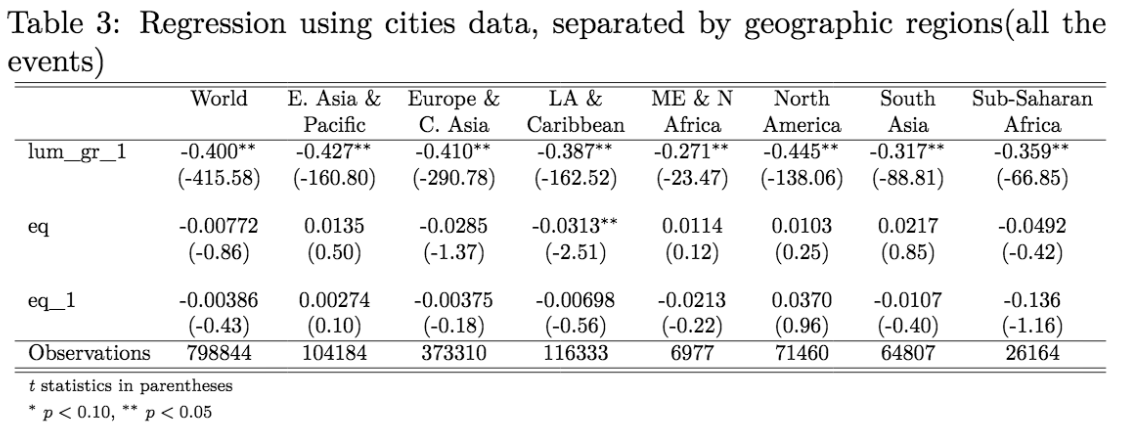 Table 3: Regression using cities data, separated by geographic regions(all the
events)
World E. Asia & Europe & LA & ME & N North South Sub-Saharan
Pacific C. Asia Caribbean Africa America Asia Africa
lum_gr_1 -0.400** -0.427** -0.410** -0.387** -0.271** -0.445** -0.317** -0.359**
(-415.58) (-160.80) (-290.78) (-162.52) (-23.47) (-138.06) (-88.81) (-66.85)
eq -0.00772 0.0135 -0.0285 -0.0313** 0.0114 0.0103 0.0217 -0.0492
(-0.86) (0.50) (-1.37) (-2.51) (0.12) (0.25) (0.85) (-0.42)
eq_1 -0.00386 0.00274 -0.00375 -0.00698 -0.0213 0.0370 -0.0107 -0.136
(-0.43) (0.10) (-0.18) (-0.56) (-0.22) (0.96) (-0.40) (-1.16)
Observations 798844 104184 373310 116333 6977 71460 64807 26164
t statistics in parentheses
* p < 0.10, ** p < 0.05